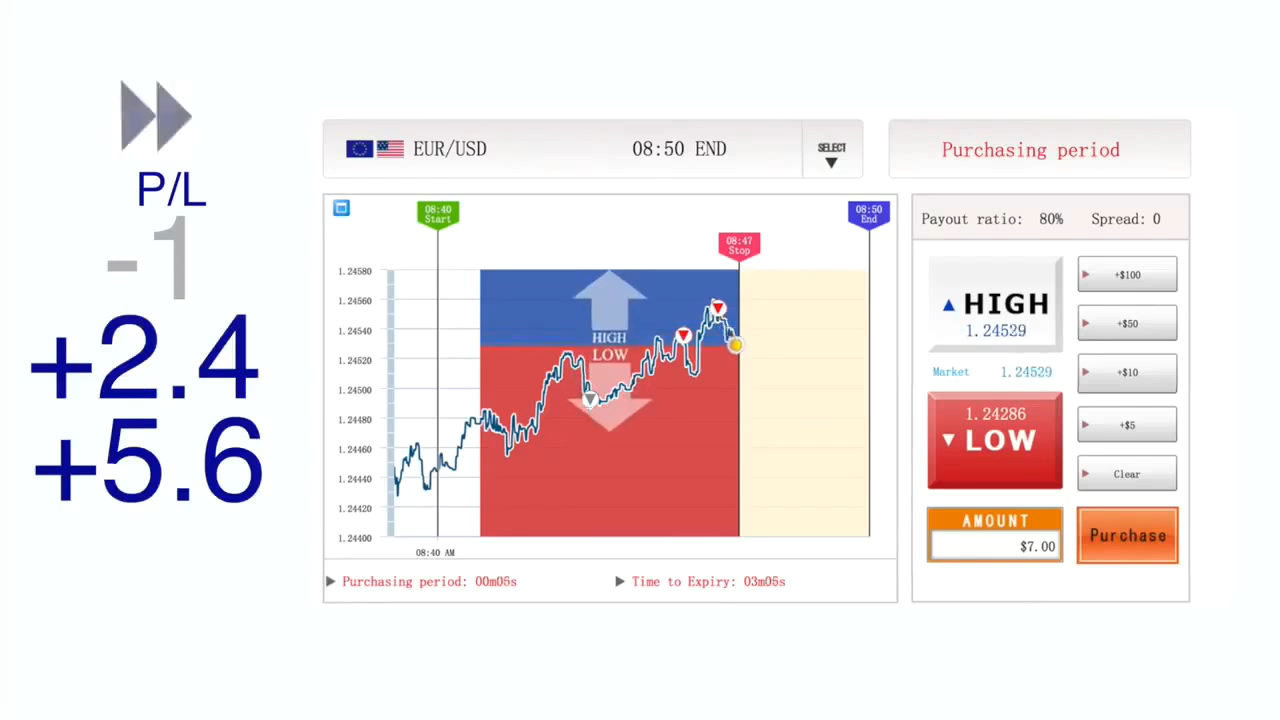 P/L
-1
+2.4
+5.6
EUR/USD
08:50 END
SELECT
Purchasing period
08:40
Start
08:47
Stop
08:50
End
1.24580
1.24560
1.24540
1.24520
1.24500
1.24480
1.24460
1.24440
1.24420
1.24400
HIGH
LOW
08:40 AM
Purchasing period: 00m05s
Time to Expiry: 03m05s
Payout ratio: 80% Spread: 0
HIGH
1.24529
Market 1.24529
1.24286
LOW
+$100
+$50
+$10
+$5
Clear
AMOUNT
$7.00
Purchase